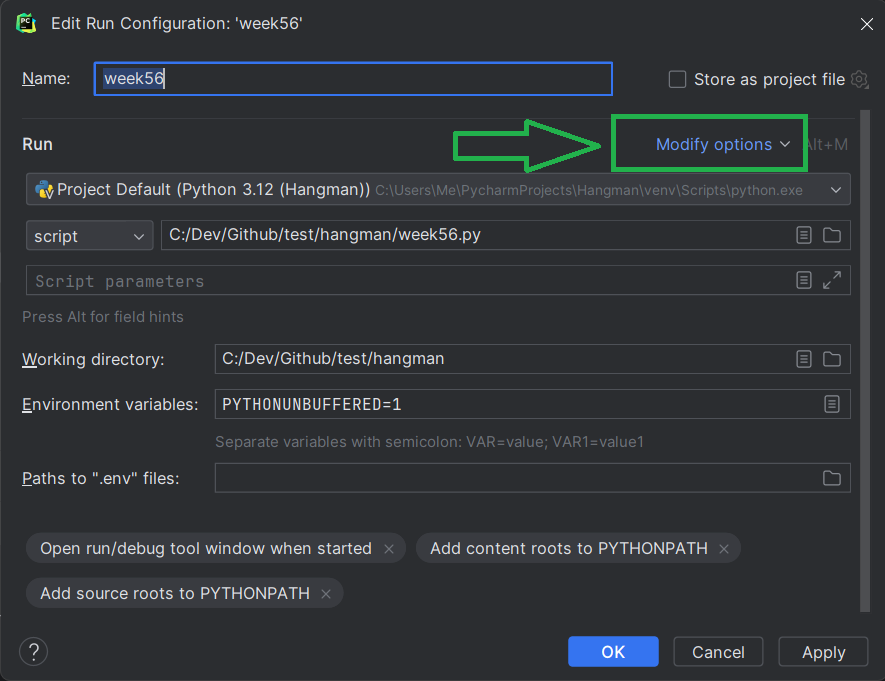 PC
Edit Run Configuration: 'week56'
Name: week56 Store as project file
Run Modify options Alt+M
Project Default (Python 3.12 (Hangman)) C:\Users\Me\PycharmProjects\Hangman\venv\Scripts\python.exe
script C:/Dev/Github/test/hangman/week56.py
Script parameters
Press Alt for field hints
Working directory: C:/Dev/Github/test/hangman
Environment variables: PYTHONUNBUFFERED=1
Separate variables with semicolon: VAR=value; VAR1=value1
Paths to ".env" files:
Open run/debug tool window when started × Add content roots to PYTHONPATH ×
Add source roots to PYTHONPATH ×
? OK Cancel Apply